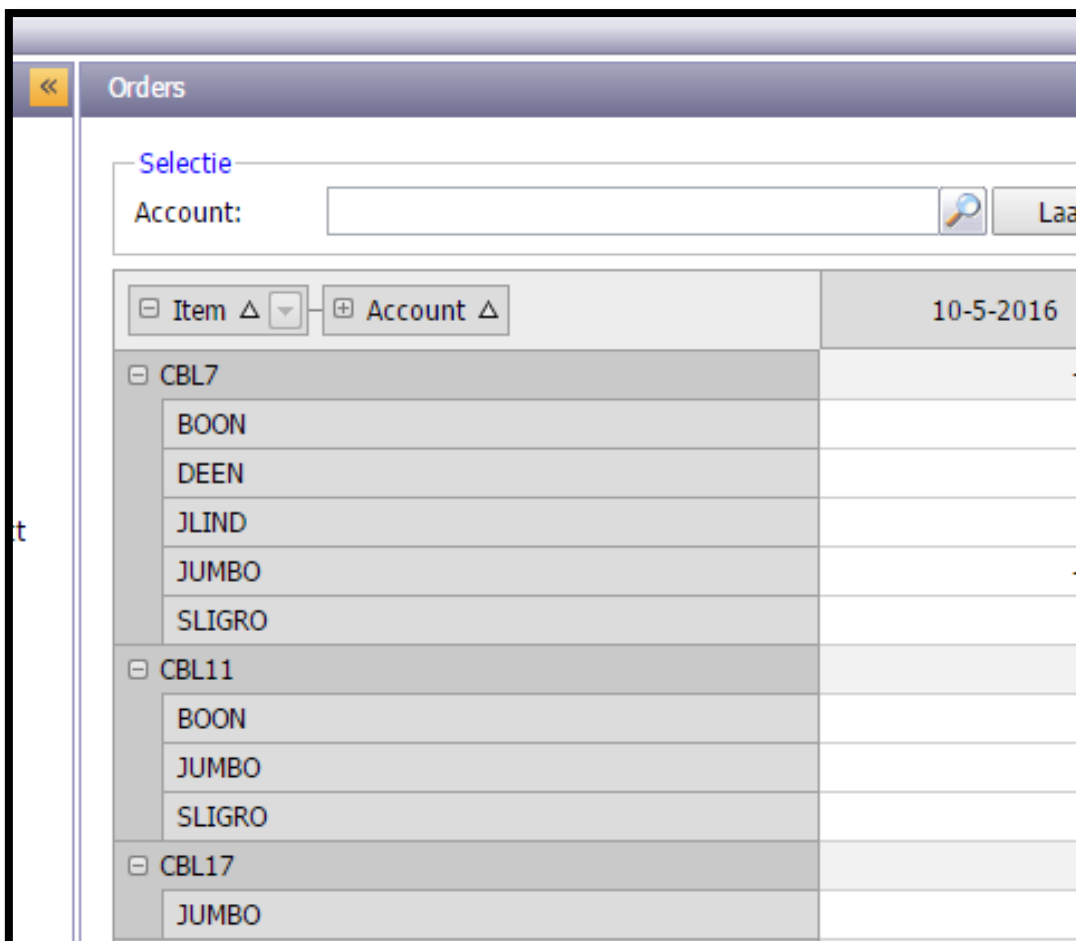 Orders
Selectie
Account:
Item Account 10-5-2016
CBL7
BOON
DEEN
JLIND
JUMBO
SLIGRO
CBL11
BOON
JUMBO
SLIGRO
CBL17
JUMBO